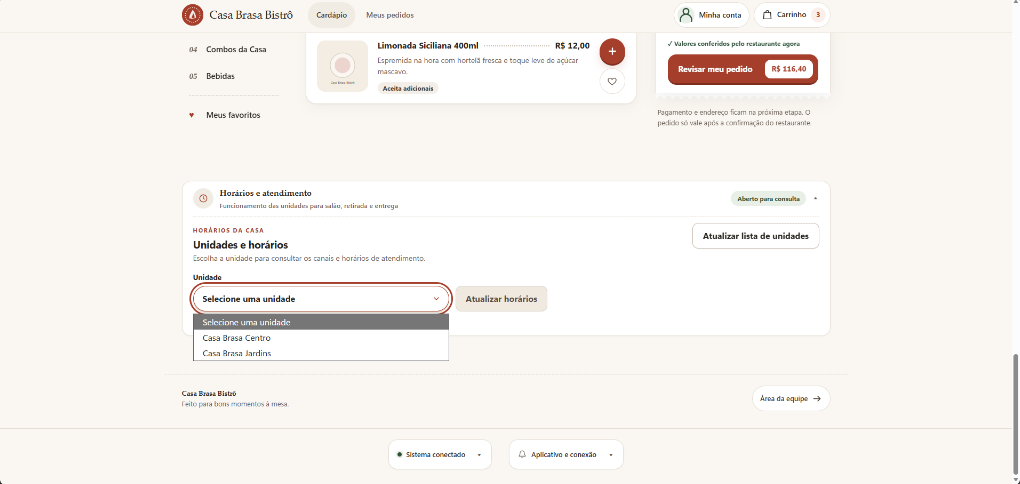 Casa Brasa Bistrô
Cardápio
Meus pedidos
Minha conta
Carrinho 3
04 Combos da Casa
05 Bebidas
Meus favoritos
Limonada Siciliana 400ml R$ 12,00
Espremida na hora com hortelã fresca e toque leve de açúcar
mascavo.
Aceita adicionais
✓ Valores conferidos pelo restaurante agora
Revisar meu pedido R$ 116,40
Pagamento e endereço ficam na próxima etapa. O
pedido só vale após a confirmação do restaurante
Horários e atendimento
Funcionamento das unidades para salão, retirada e entrega
Aberto para consulta
HORÁRIOS DA CASA
Unidades e horários
Escolha a unidade para consultar os canais e horários de atendimento.
Atualizar lista de unidades
Unidade
Selecione uma unidade
Atualizar horários
Selecione uma unidade
Casa Brasa Centro
Casa Brasa Jardins
Casa Brasa Bistrô
Feito para bons momentos à mesa.
Área da equipe →
Sistema conectado
Aplicativo e conexão